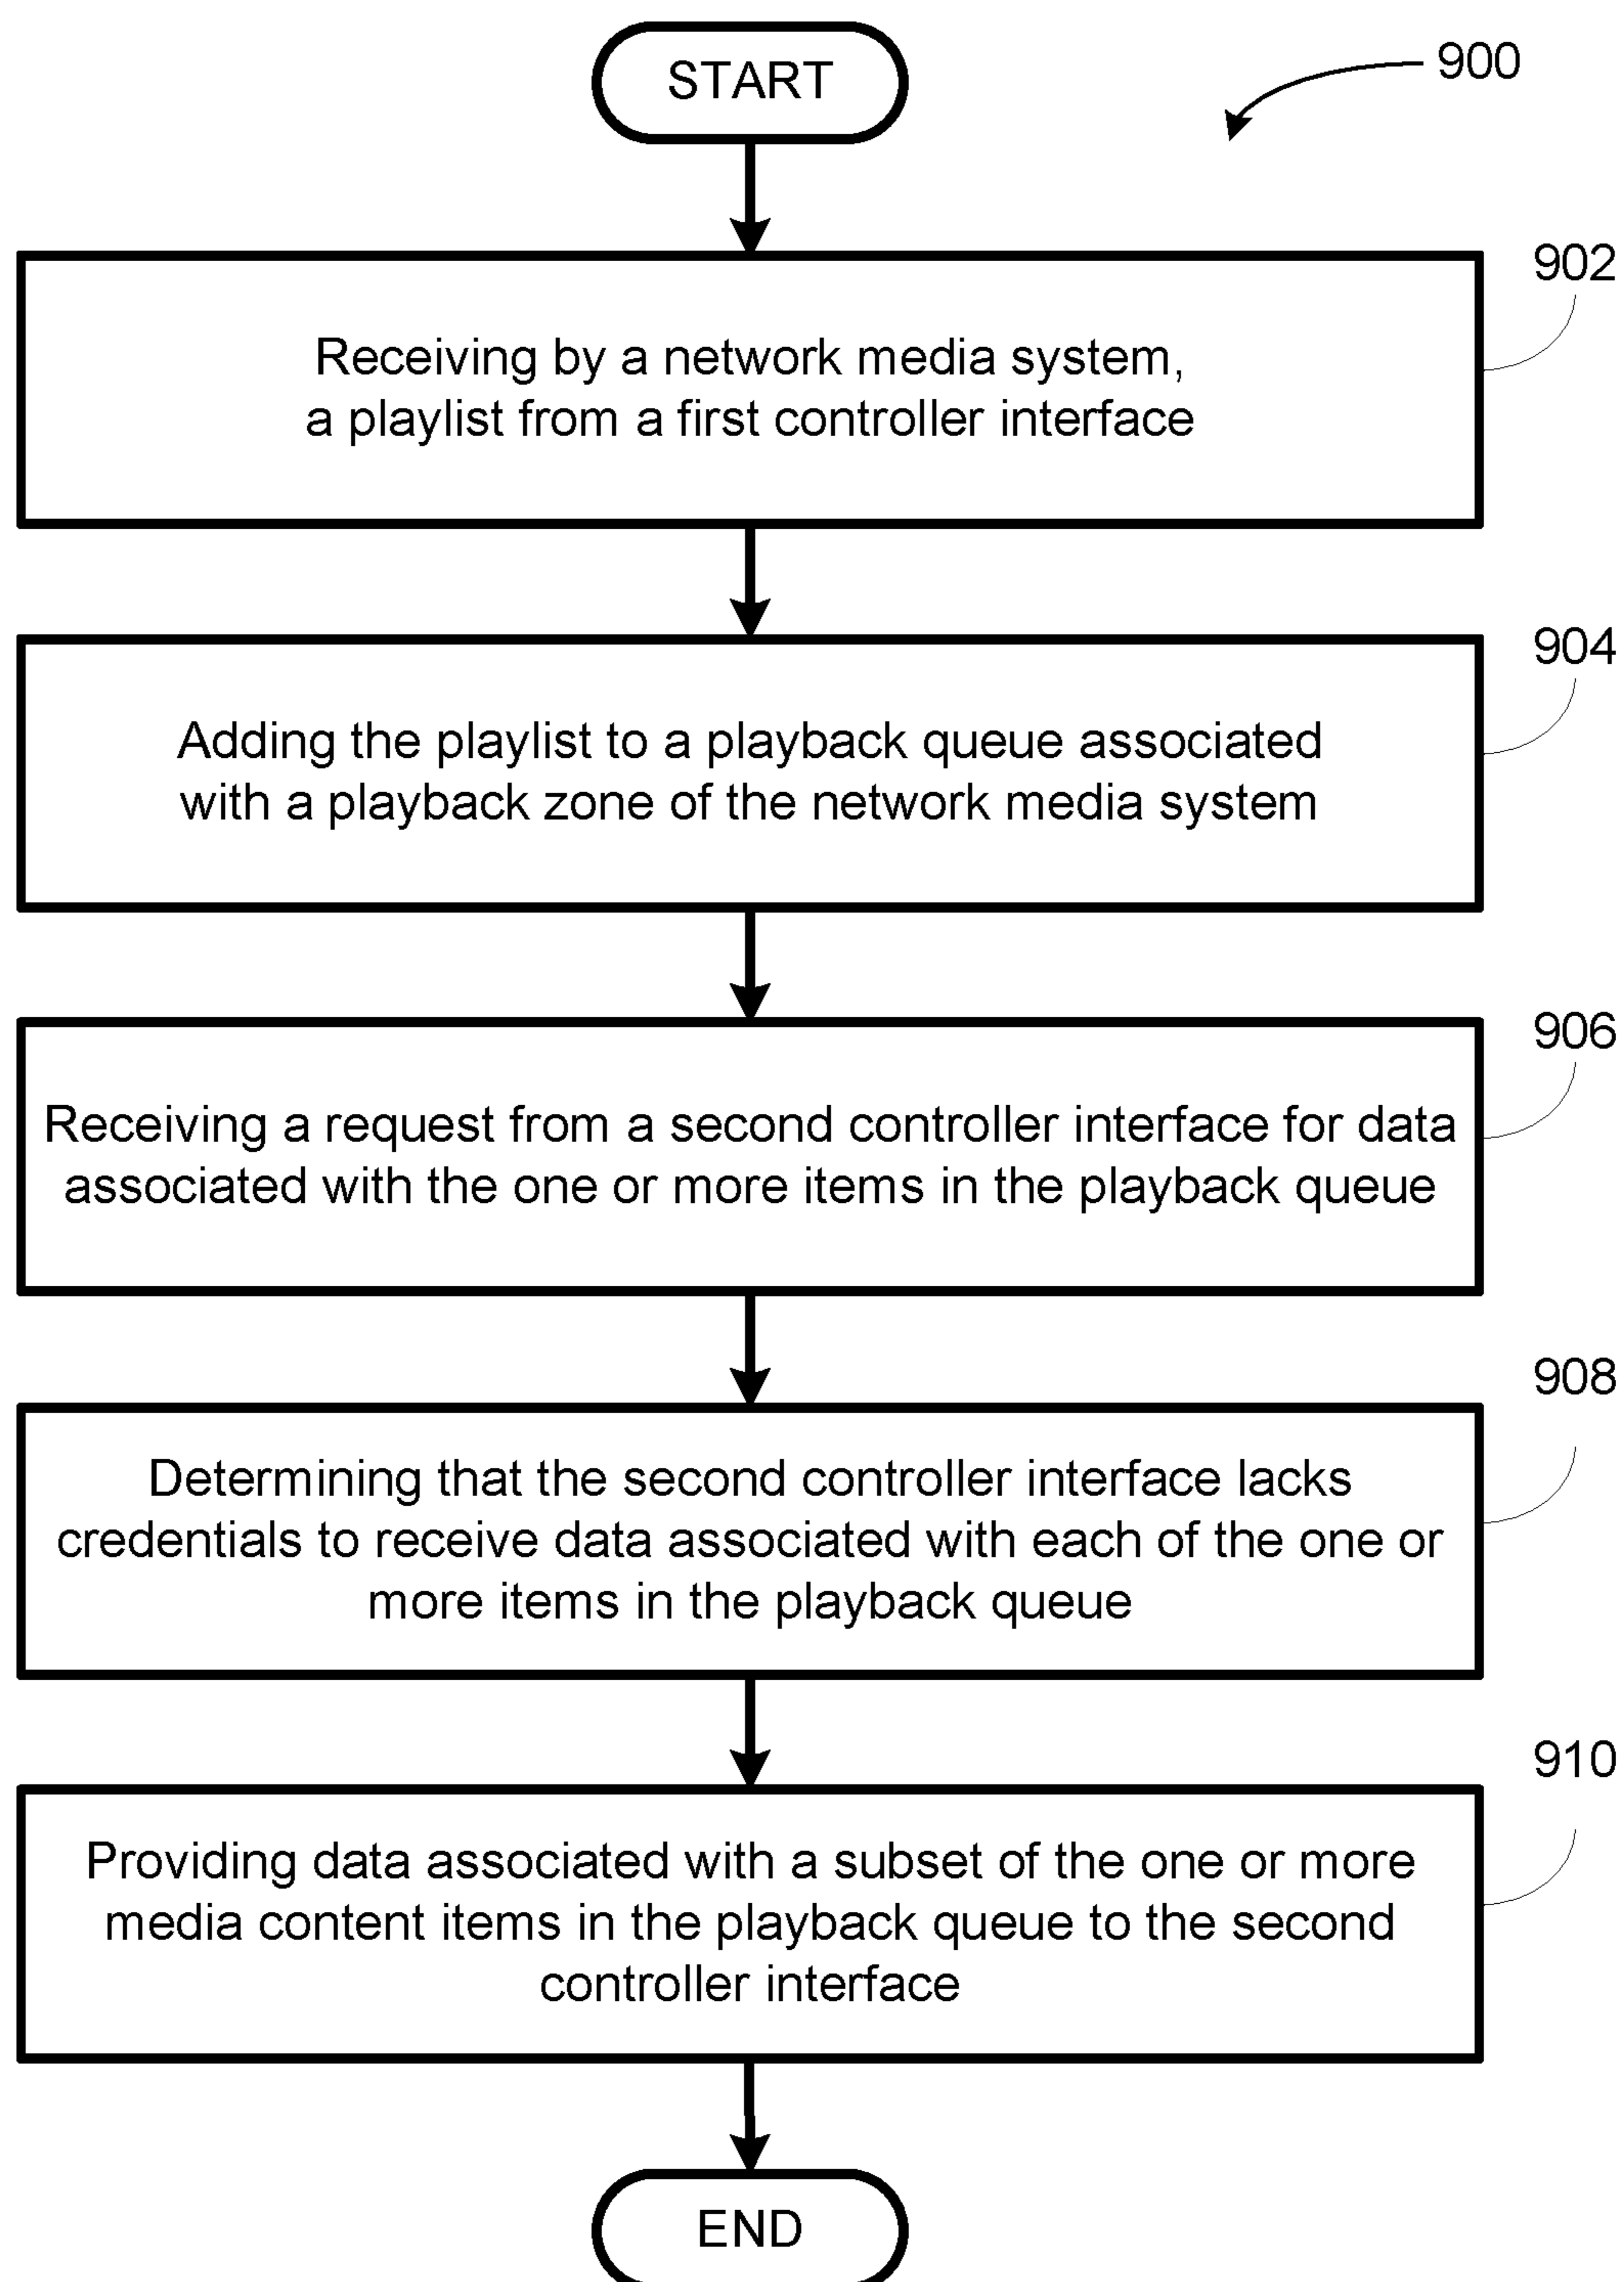 START
900
902
Receiving by a network media system,
a playlist from a first controller interface
904
Adding the playlist to a playback queue associated
with a playback zone of the network media system
906
Receiving a request from a second controller interface for data
associated with the one or more items in the playback queue
908
Determining that the second controller interface lacks
credentials to receive data associated with each of the one or
more items in the playback queue
910
Providing data associated with a subset of the one or more
media content items in the playback queue to the second
controller interface
END